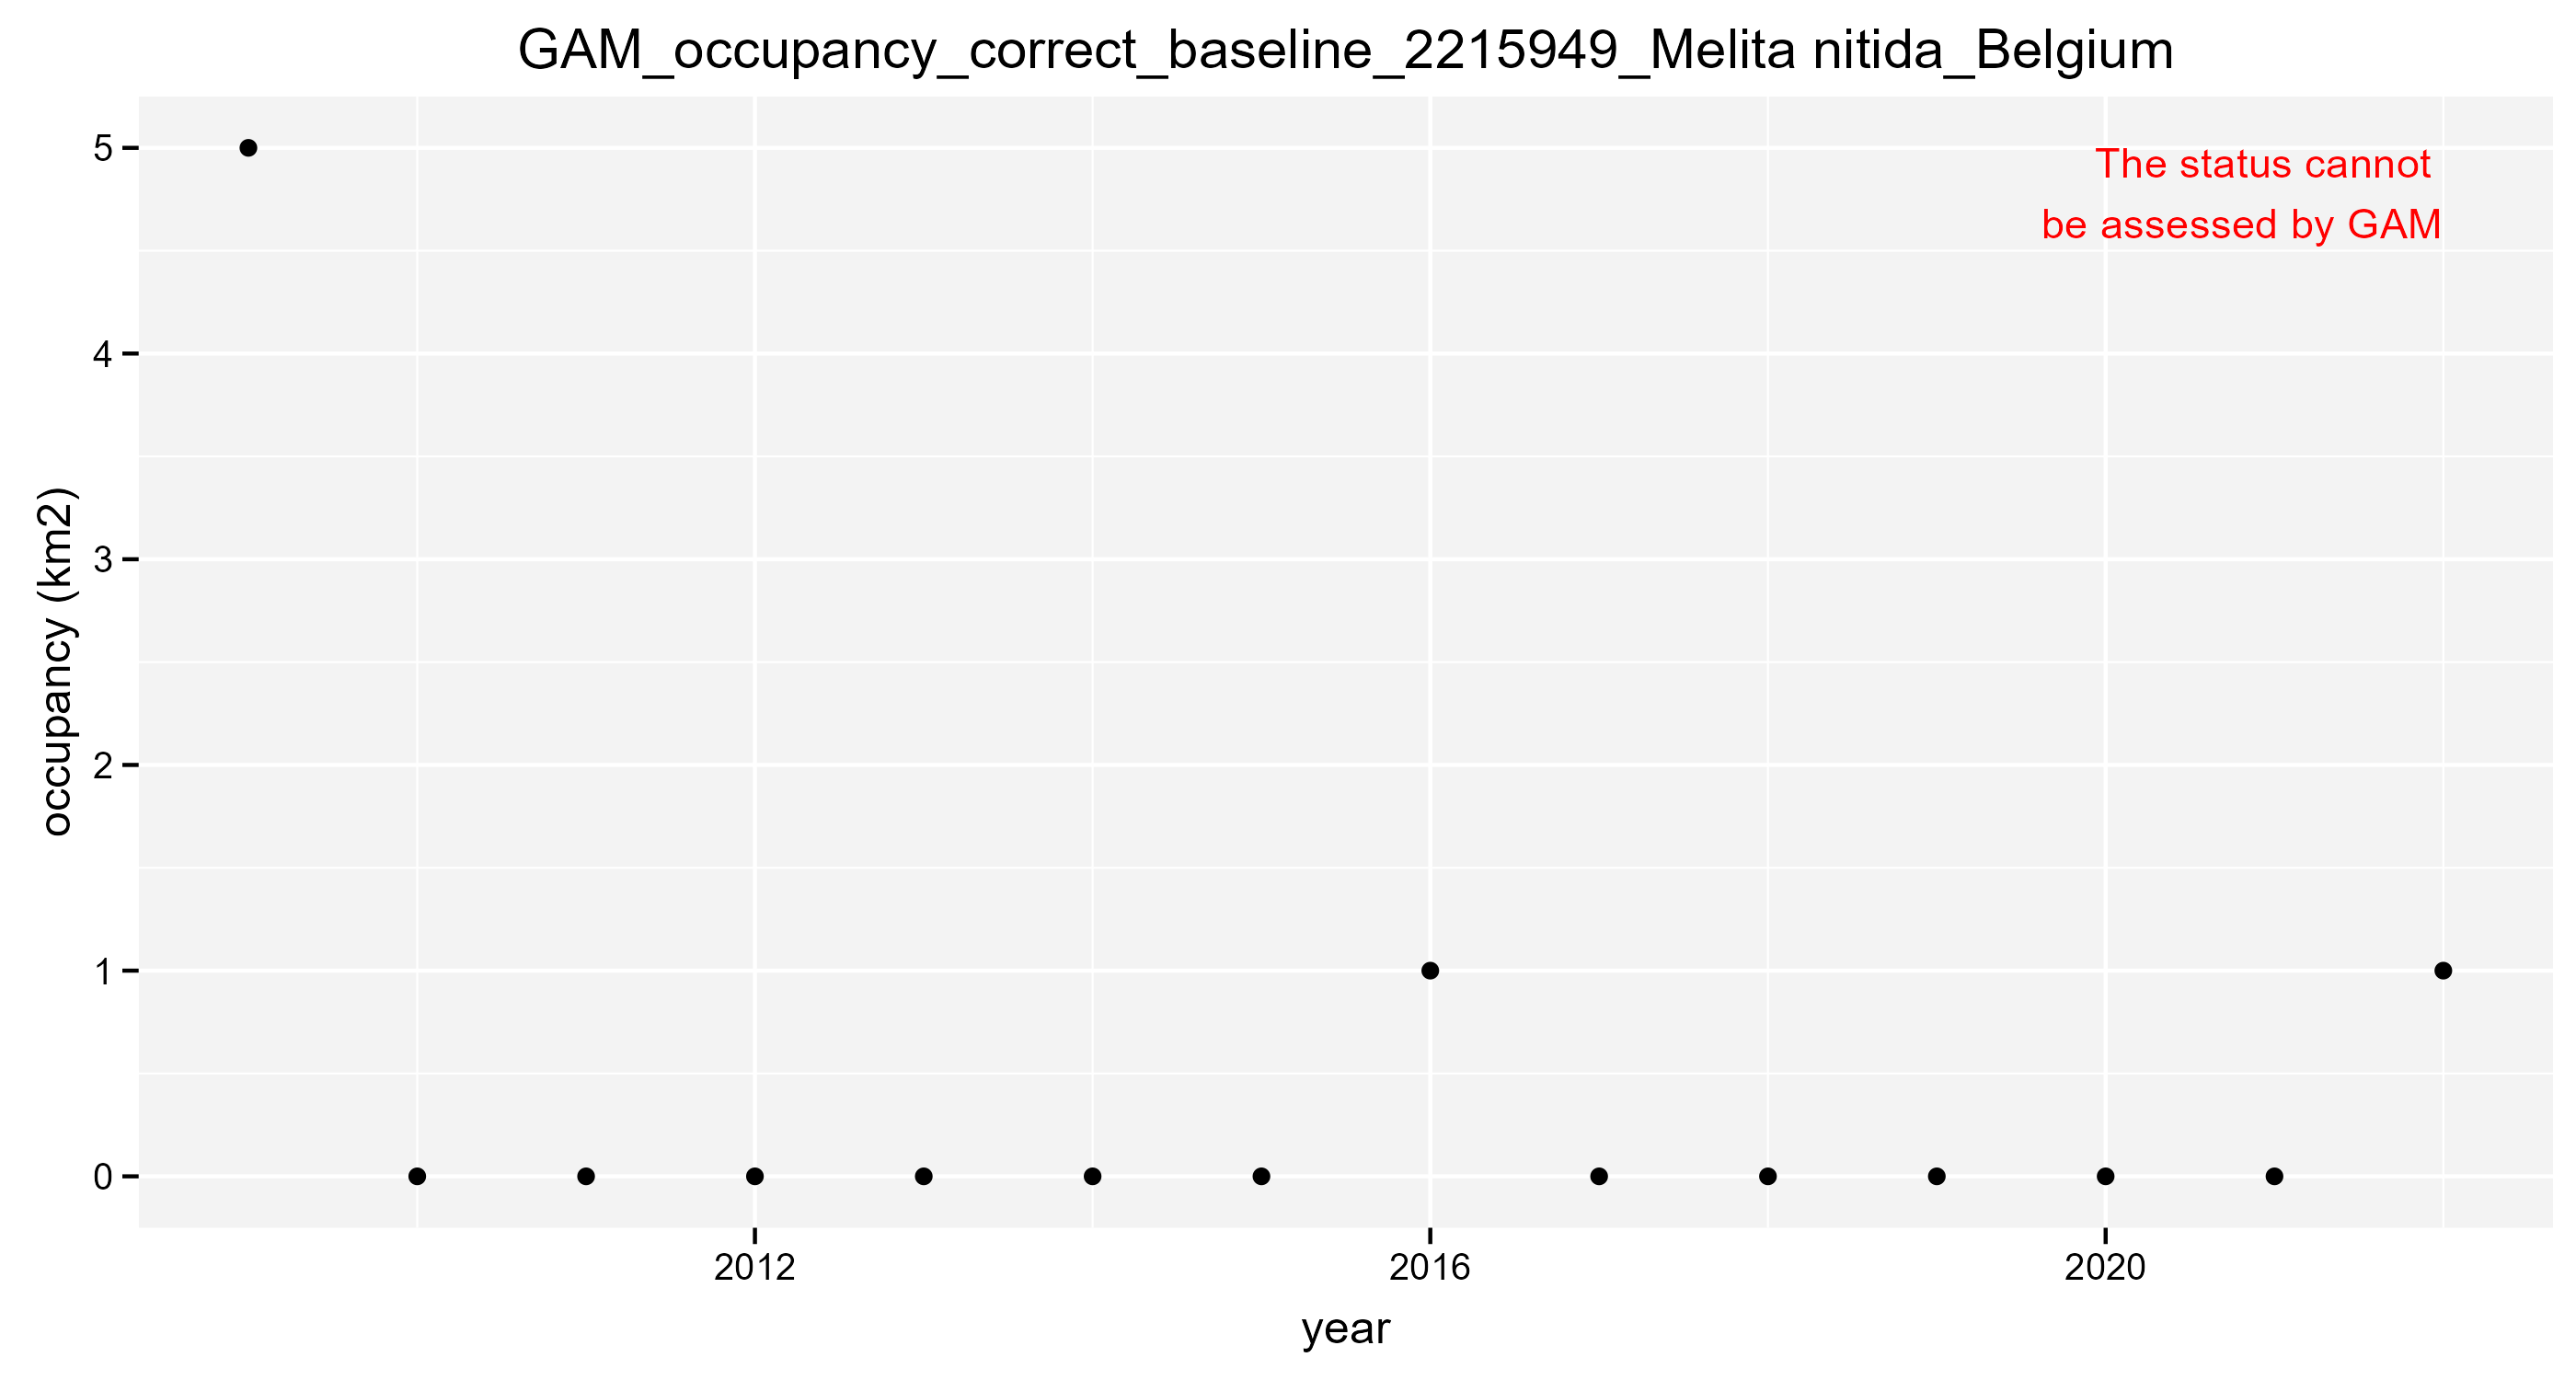 GAM_occupancy_correct_baseline_2215949_Melita nitida_Belgium
The status cannot
be assessed by GAM
occupancy (km2)
5
4
3
2
1
0
2012
2016
2020
year